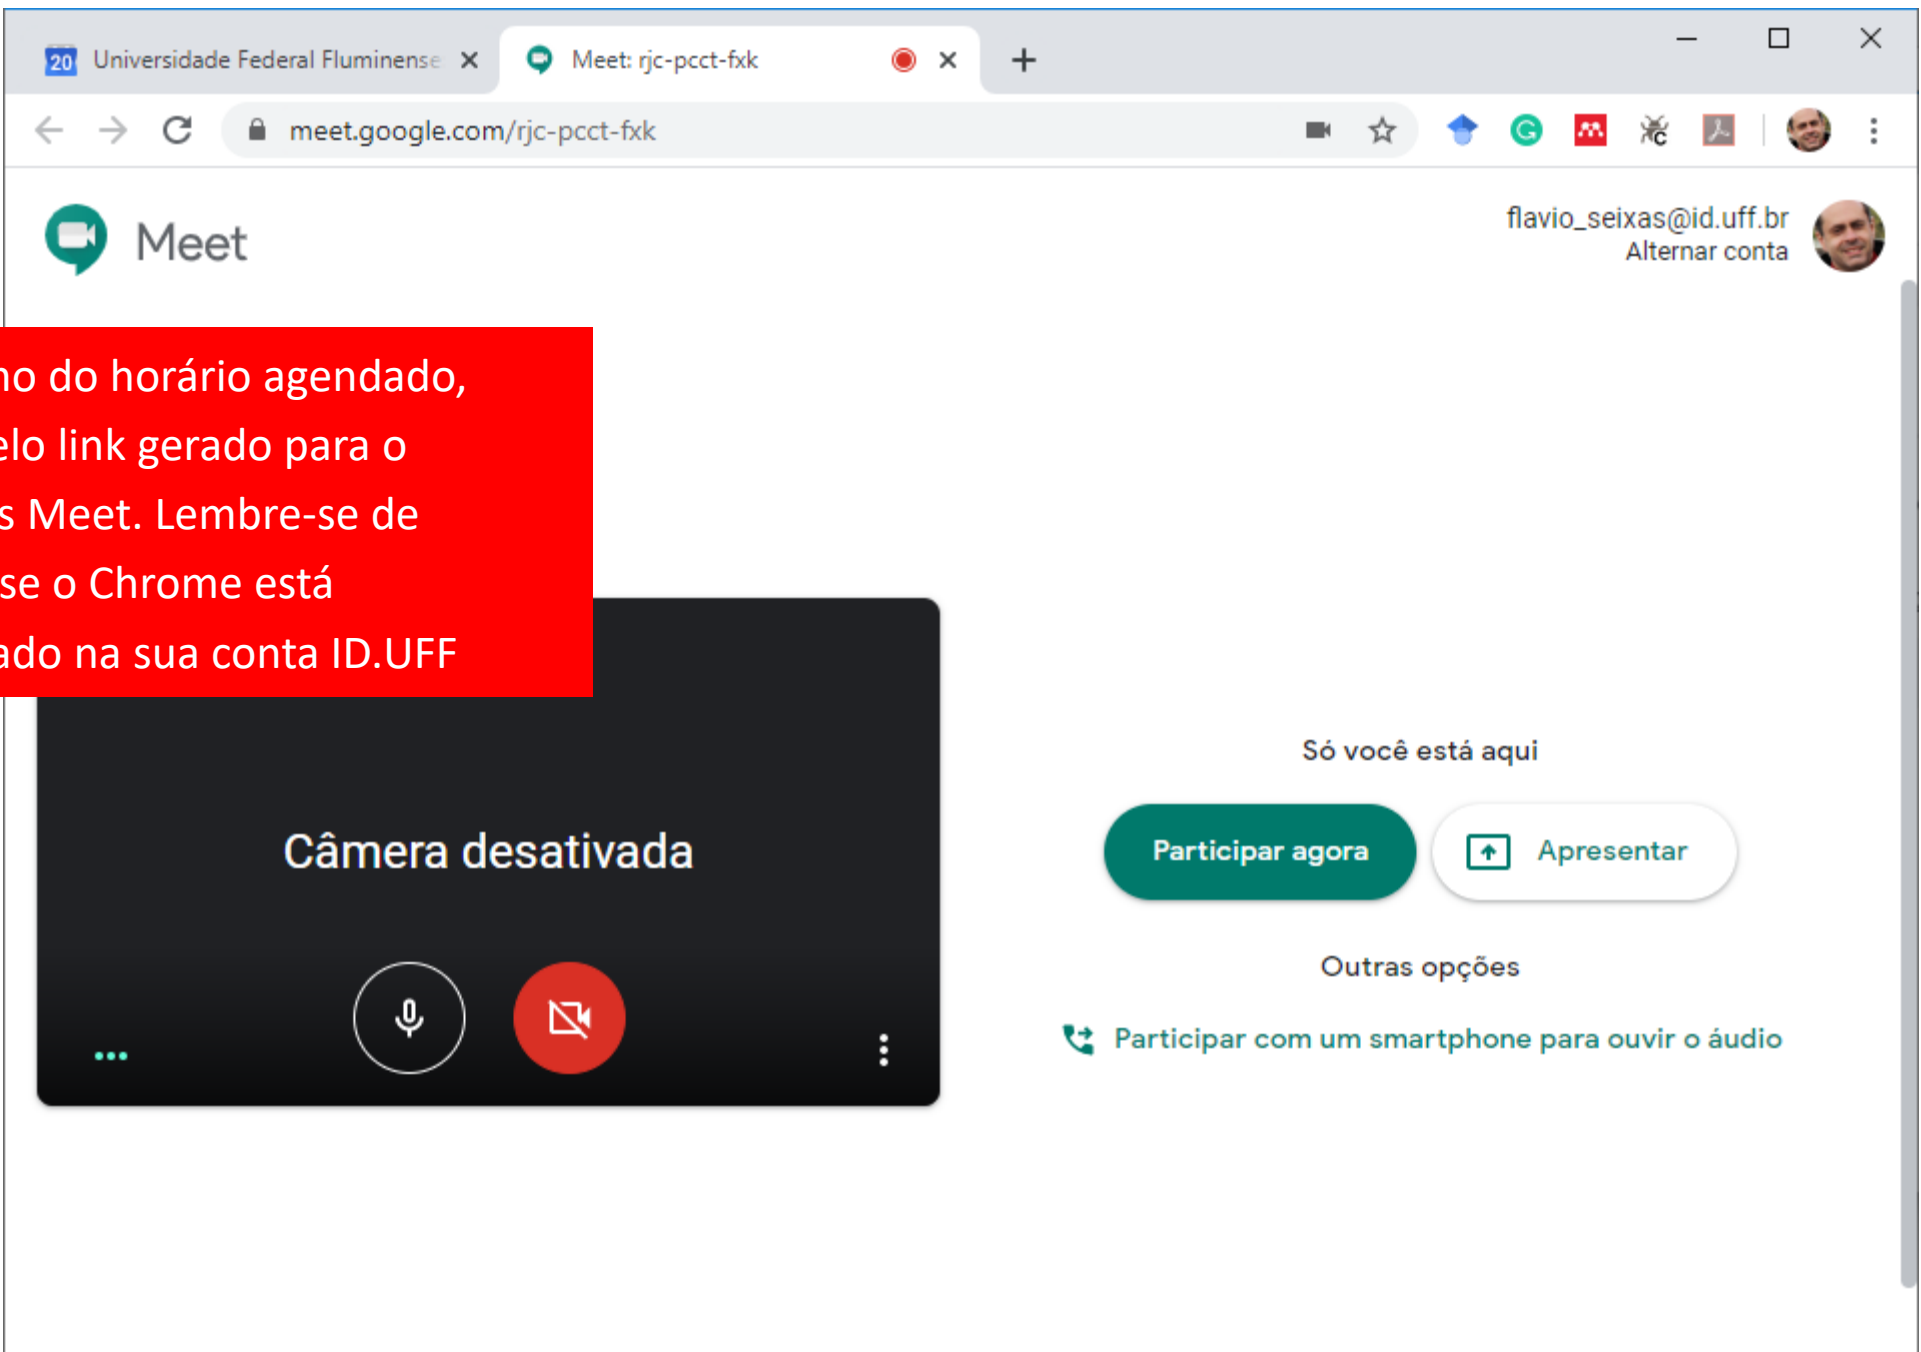 20 Universidade Federal Fluminense
Meet: rjc-pcct-fxk
meet.google.com/rjc-pcct-fxk
Meet
flavio_seixas@id.uff.br
Alternar conta
do horário agendado,
link gerado para o
Meet. Lembre-se de
se o Chrome está
na sua conta ID.UFF
Câmera desativada
Só você está aqui
Participar agora
Apresentar
Outras opções
Participar com um smartphone para ouvir o áudio